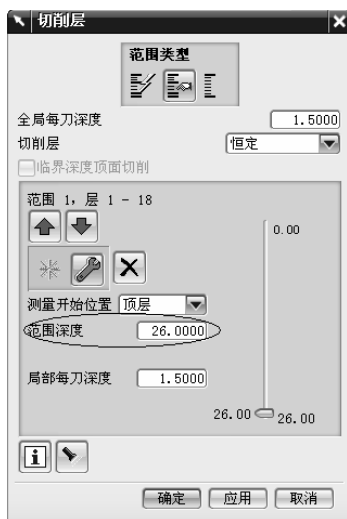 切削层
范围类型
全局每刀深度 1.5000
切削层 恒定
临界深度顶面切削
范围 1, 层 1 - 18
0.00
测量开始位置 顶层
范围深度 26.0000
局部每刀深度 1.5000
26.00 26.00
确定 应用 取消